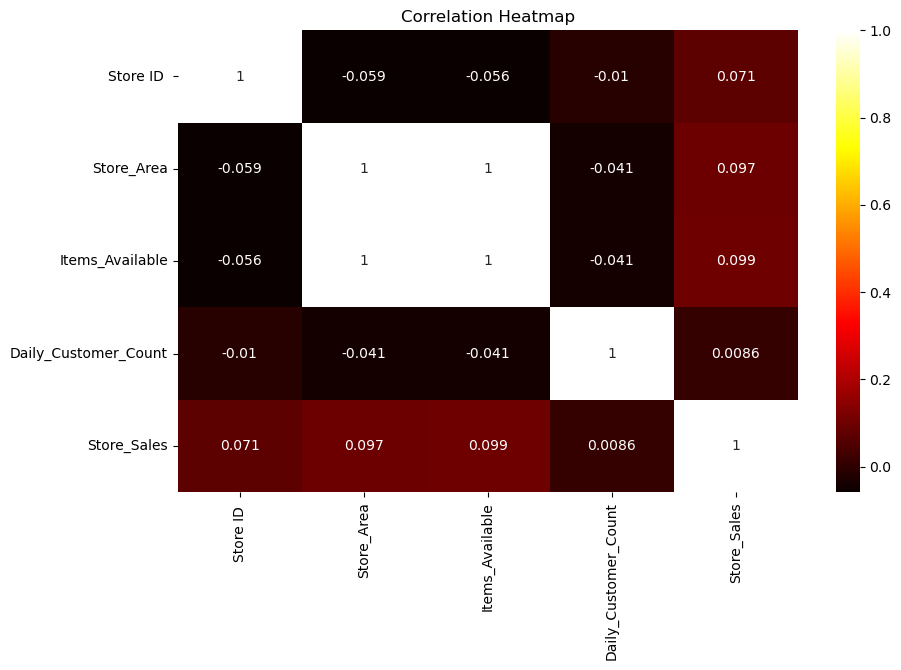 Correlation Heatmap
Store ID 1 -0.059 -0.056 -0.01 0.071
Store_Area -0.059 1 1 -0.041 0.097
Items_Available -0.056 1 1 -0.041 0.099
Daily_Customer_Count -0.01 -0.041 -0.041 1 0.0086
Store_Sales 0.071 0.097 0.099 0.0086 1
Store ID
Store_Area
Items_Available
Daily_Customer_Count
Store_Sales
1.0
0.8
0.6
0.4
0.2
0.0